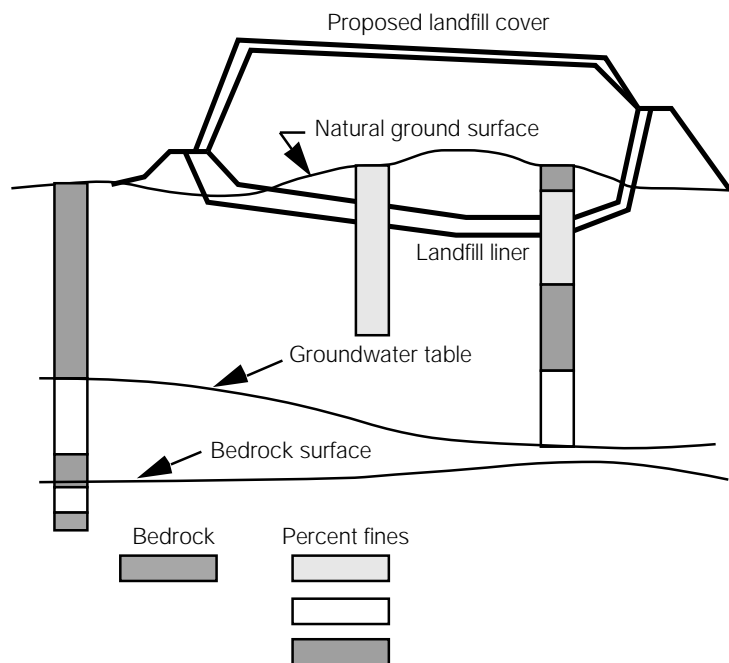 Proposed landfill cover
Natural ground surface
Landfill liner
Groundwater table
Bedrock surface
Bedrock
Percent fines